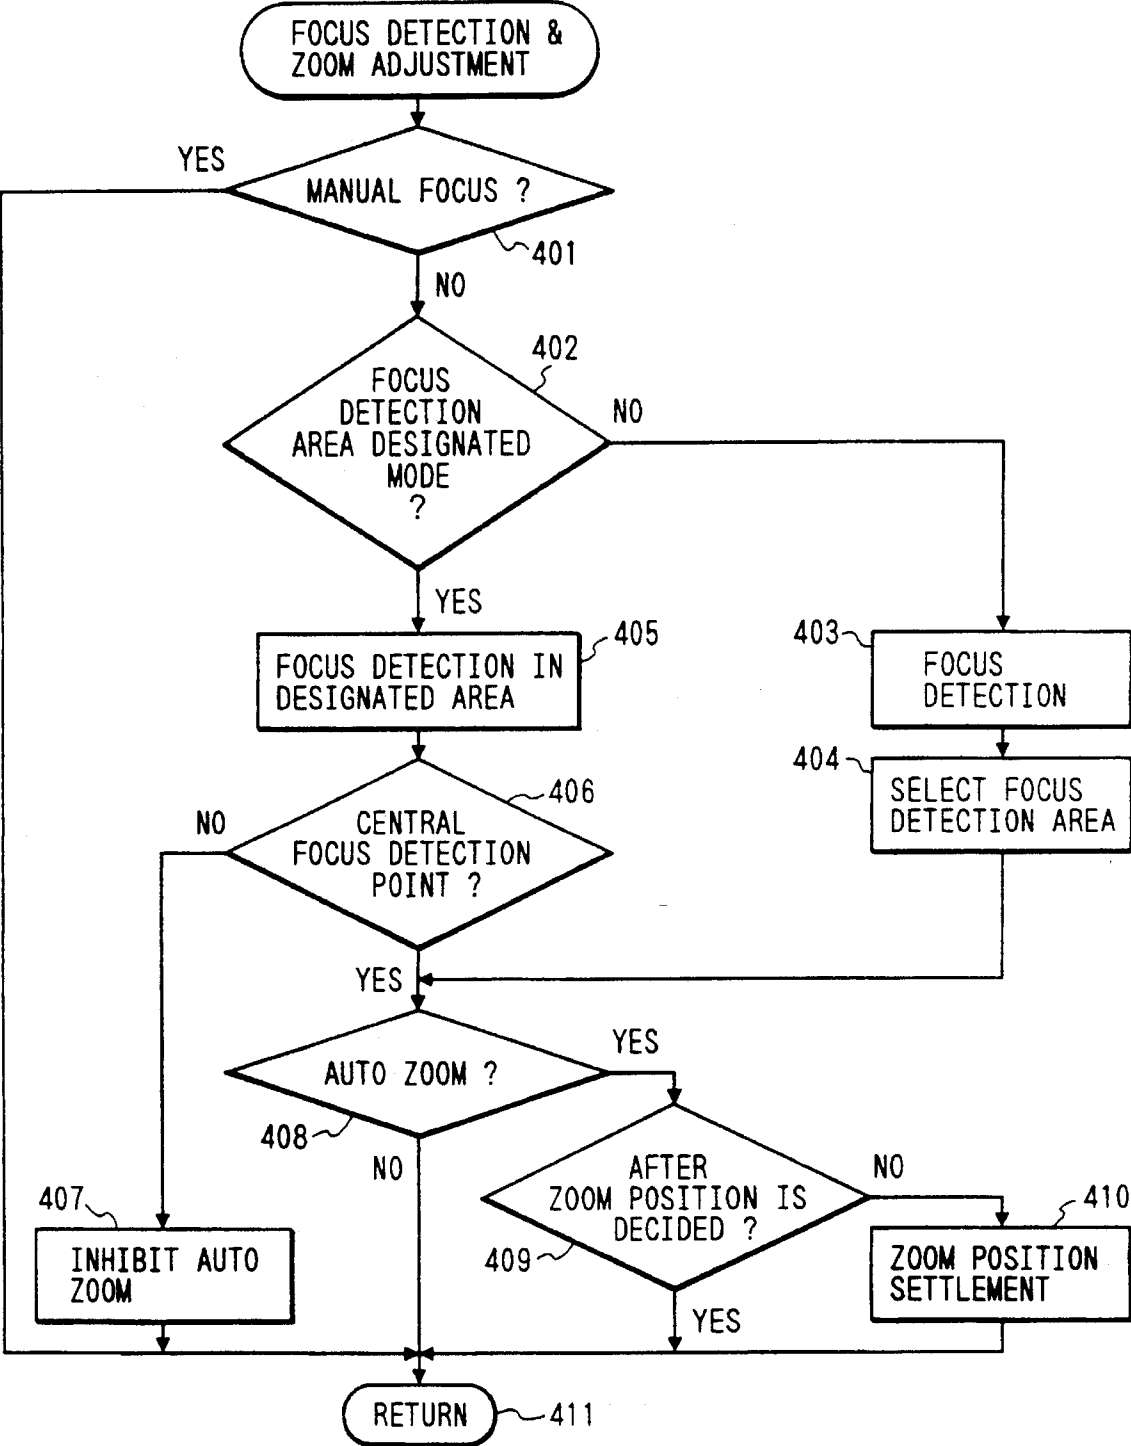 FOCUS DETECTION &
ZOOM ADJUSTMENT
YES
MANUAL FOCUS ?
401
NO
402
FOCUS
DETECTION
AREA DESIGNATED
MODE
?
NO
YES
405
FOCUS DETECTION IN
DESIGNATED AREA
403
FOCUS
DETECTION
404
SELECT FOCUS
DETECTION AREA
406
NO
CENTRAL
FOCUS DETECTION
POINT ?
YES
AUTO ZOOM ?
YES
408
NO
AFTER
ZOOM POSITION IS
DECIDED ?
NO
409
YES
407
INHIBIT AUTO
ZOOM
410
ZOOM POSITION
SETTLEMENT
RETURN
411